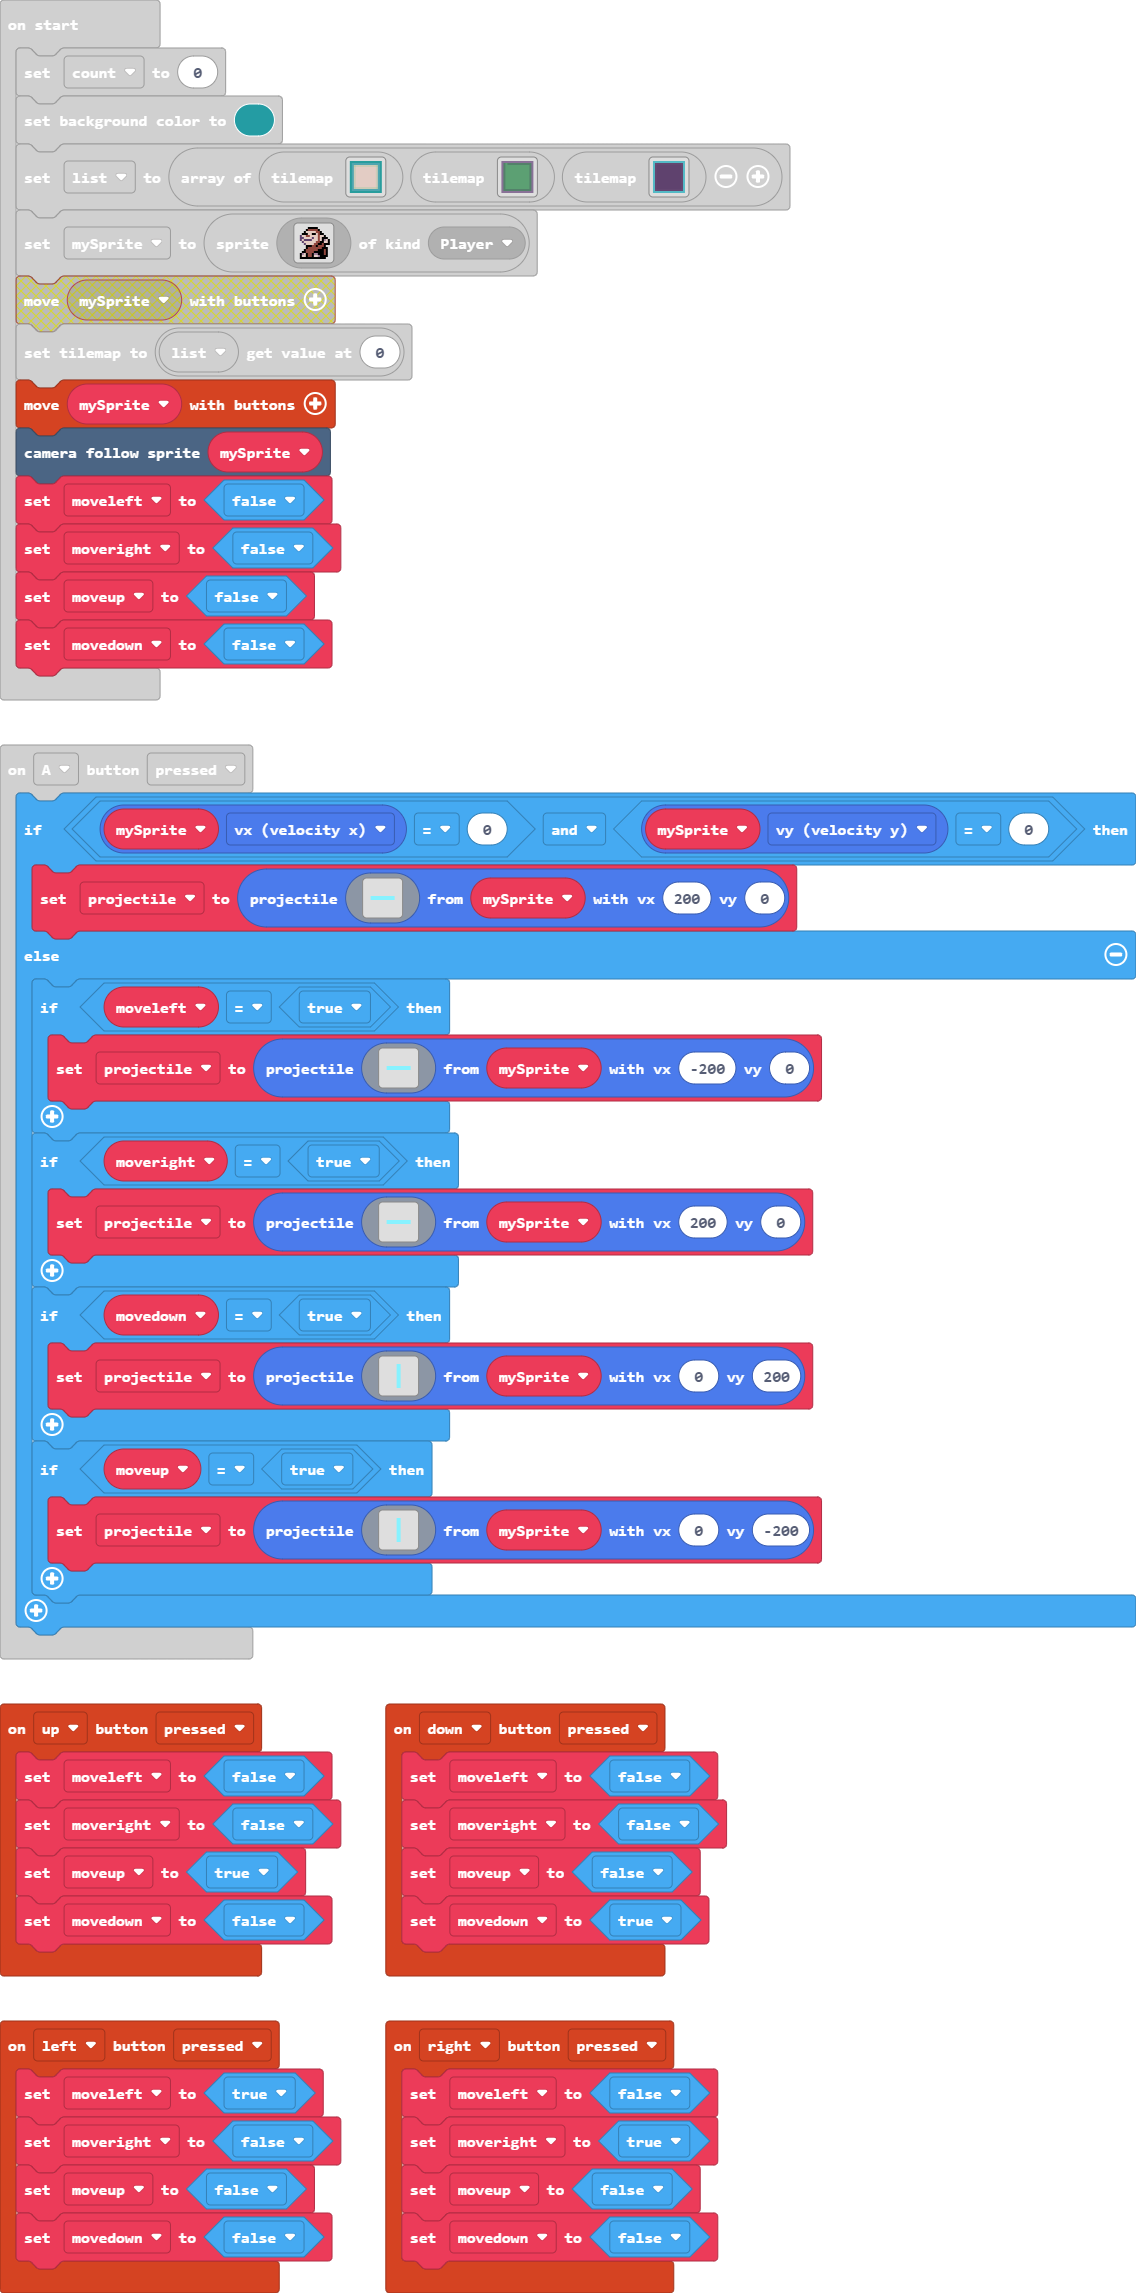 on start
set count to 0
set background color to
set list to array of tilemap tilemap tilemap
set mySprite to sprite of kind Player
move mySprite with buttons
set tilemap to list get value at 0
move mySprite with buttons
camera follow sprite mySprite
set moveleft to false
set moveright to false
set moveup to false
set movedown to false
on A button pressed
if mySprite vx (velocity x) = 0 and mySprite vy (velocity y) = 0 then
set projectile to projectile from mySprite with vx 200 vy 0
else
if moveleft = true then
set projectile to projectile from mySprite with vx -200 vy 0
if moveright = true then
set projectile to projectile from mySprite with vx 200 vy 0
if movedown = true then
set projectile to projectile from mySprite with vx 0 vy 200
if moveup = true then
set projectile to projectile from mySprite with vx 0 vy -200
on up button pressed
set moveleft to false
set moveright to false
set moveup to true
set movedown to false
on down button pressed
set moveleft to false
set moveright to false
set moveup to false
set movedown to true
on left button pressed
set moveleft to true
set moveright to false
set moveup to false
set movedown to false
on right button pressed
set moveleft to false
set moveright to true
set moveup to false
set movedown to false